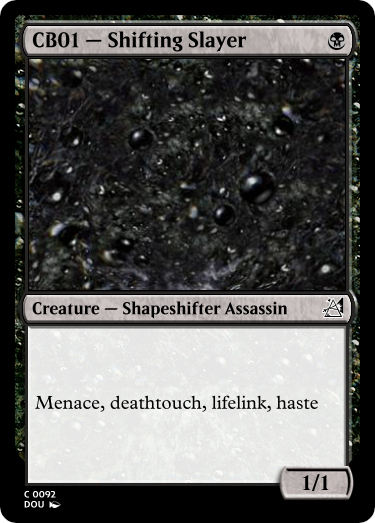 CB01 — Shifting Slayer
Creature — Shapeshifter Assassin
Menace, deathtouch, lifelink, haste
1/1
C 0092
DOU